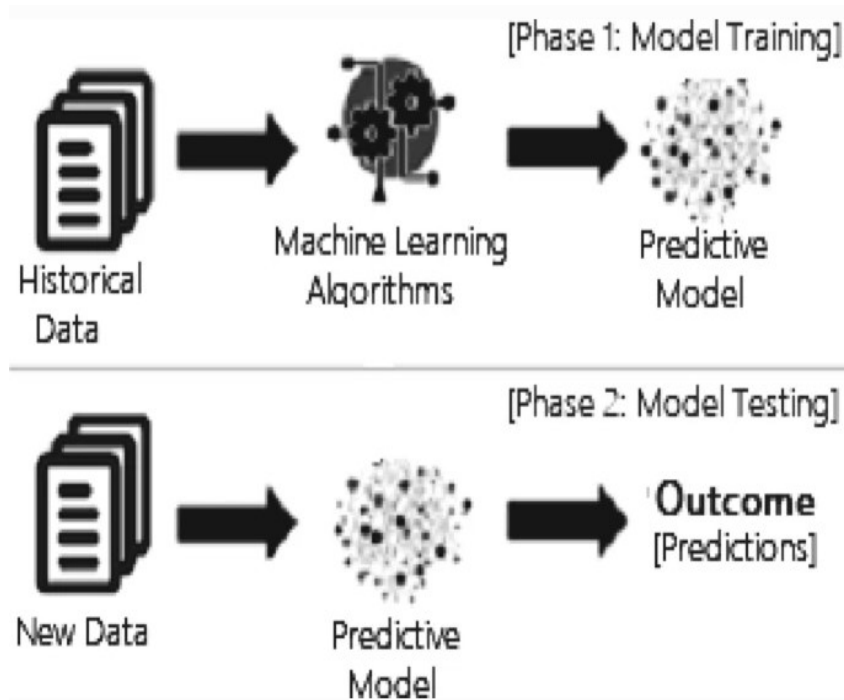 [Phase 1: Model Training]
Historical
Data
Machine Learning
Algorithms
Predictive
Model
[Phase 2: Model Testing]
New Data
Predictive
Model
Outcome
[Predictions]